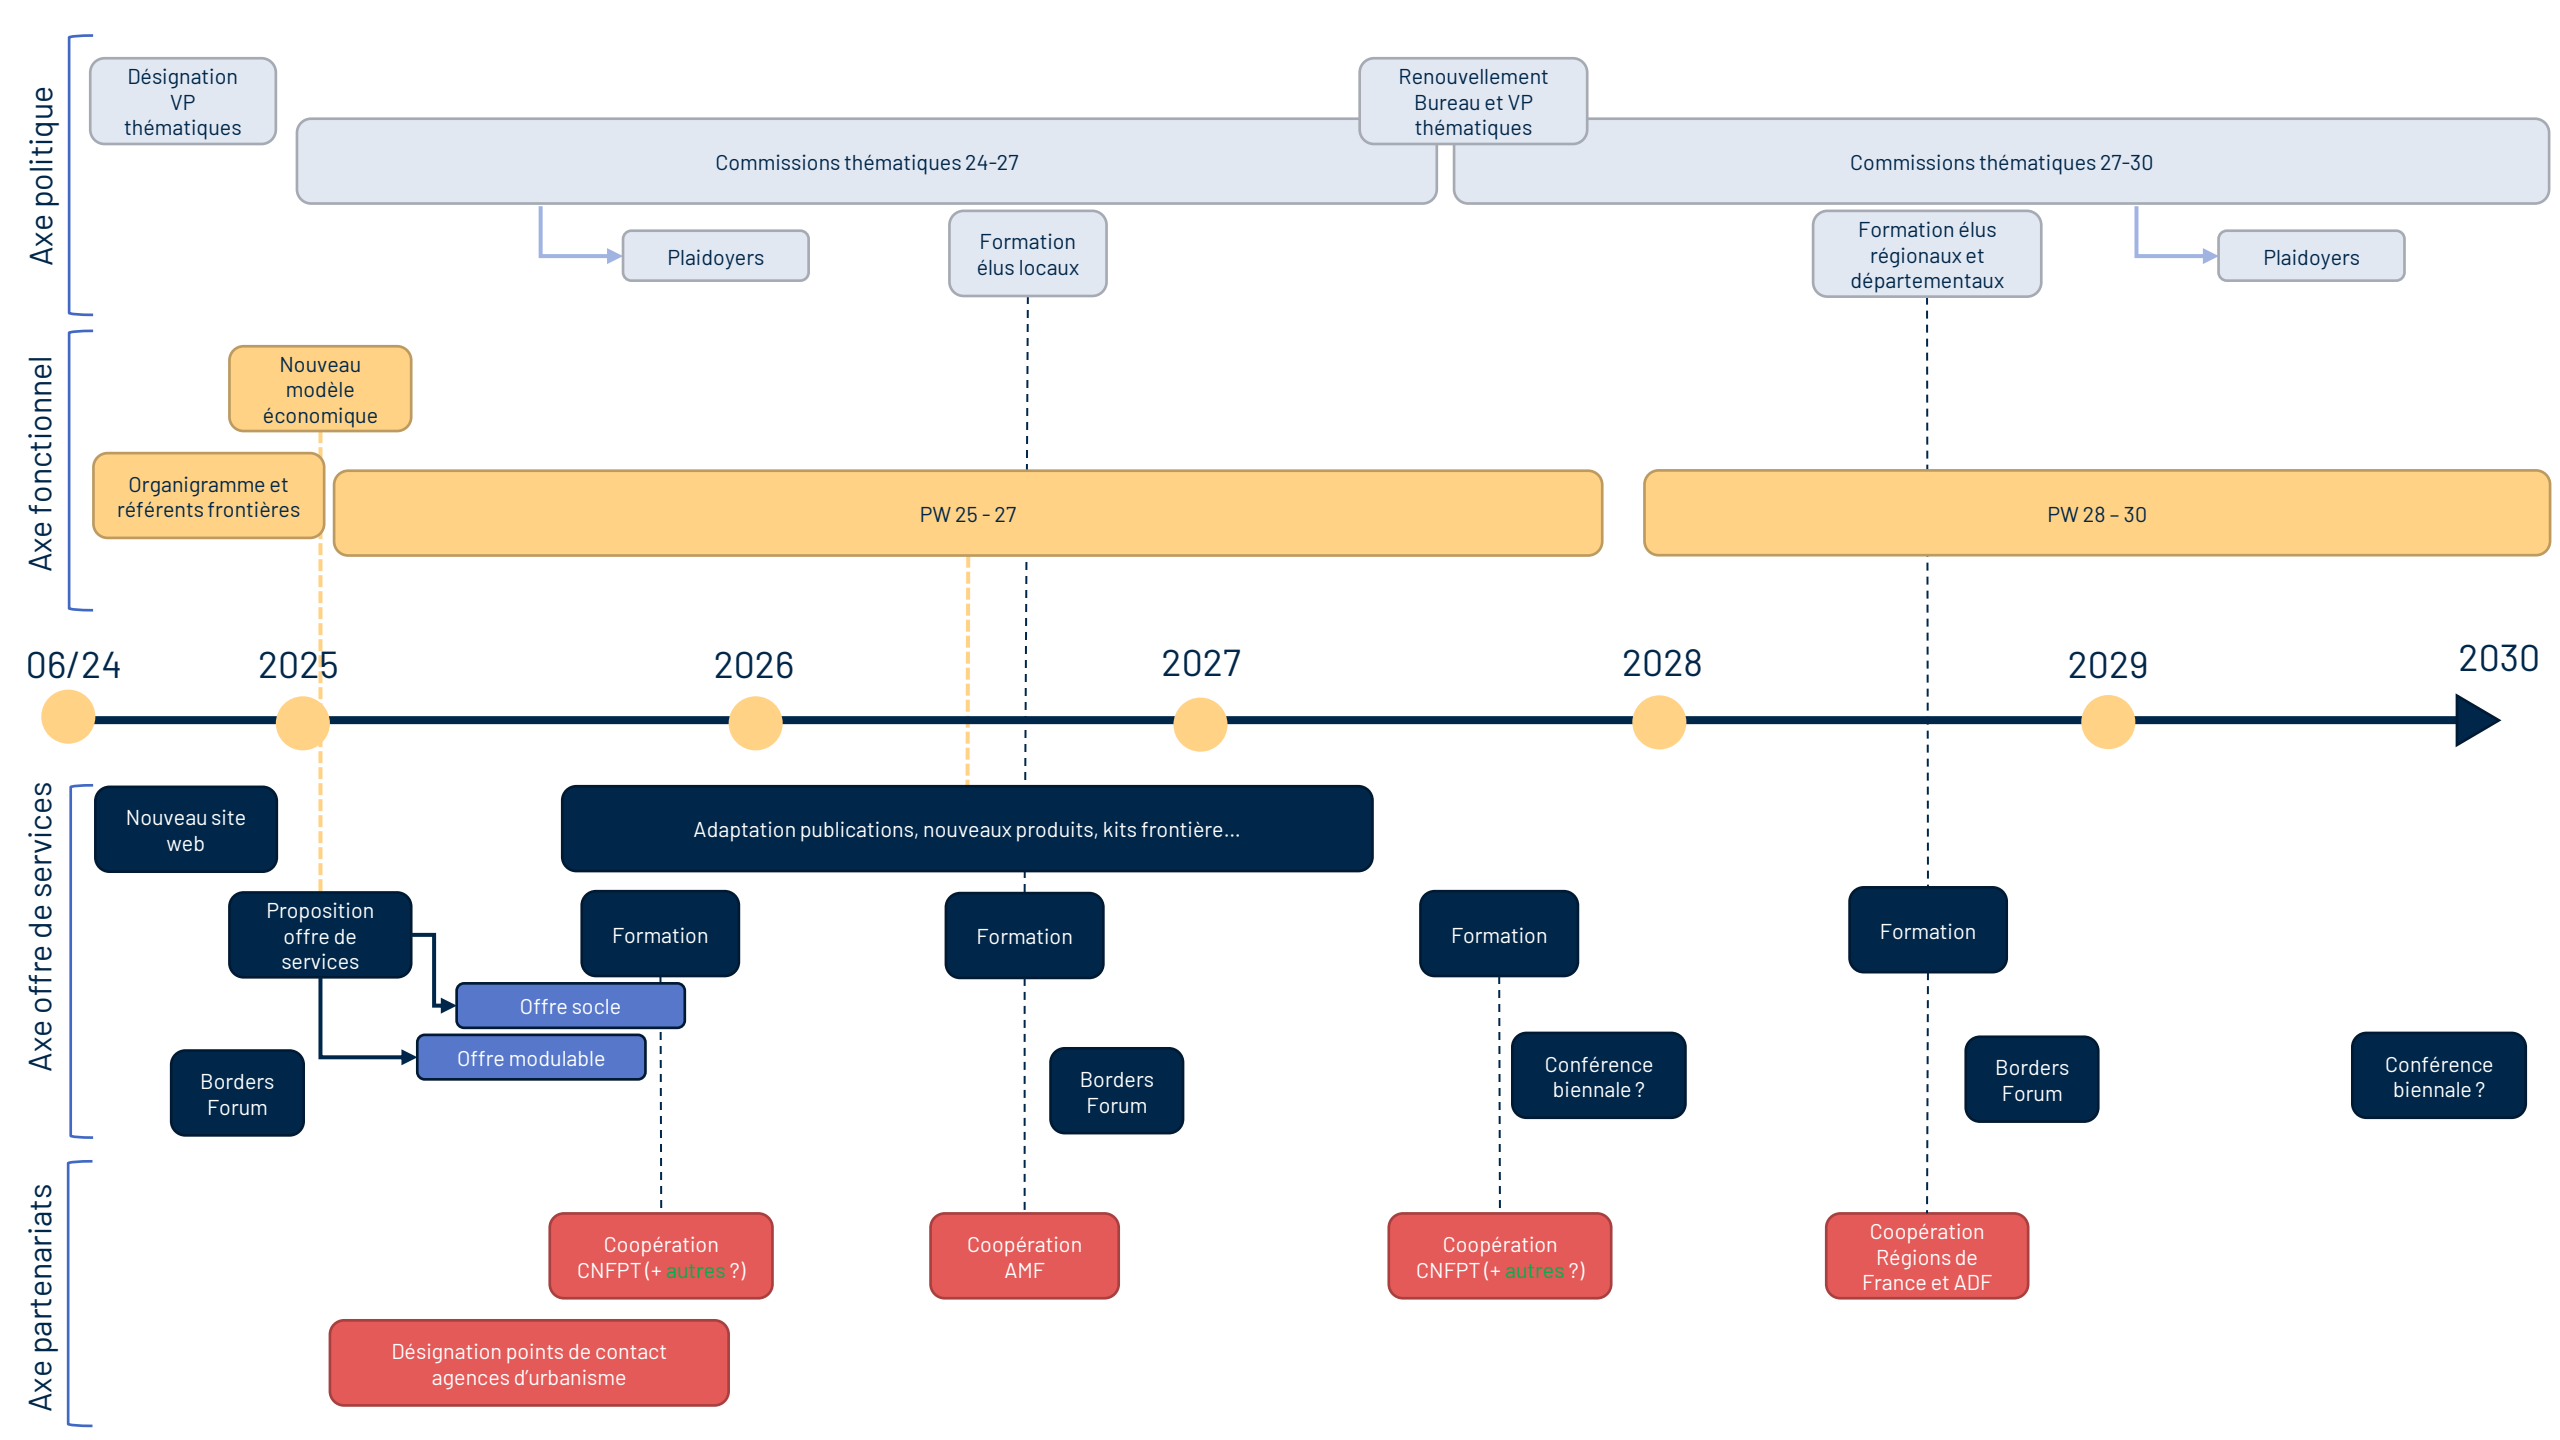 Axe politique
Désignation
VP
thématiques
Renouvellement
Bureau et VP
thématiques
Commissions thématiques 24-27
Commissions thématiques 27-30
Plaidoyers
Formation
élus locaux
Formation élus
régionaux et
départementaux
Plaidoyers
Axe fonctionnel
Nouveau
modèle
économique
Organigramme et
référents frontières
PW 25 - 27
PW 28 – 30
06/24
2025
2026
2027
2028
2029
2030
Axe offre de services
Nouveau site
web
Adaptation publications, nouveaux produits, kits frontière…
Proposition
offre de
services
Formation
Formation
Formation
Formation
Offre socle
Offre modulable
Borders
Forum
Borders
Forum
Conférence
biennale ?
Borders
Forum
Conférence
biennale ?
Axe partenariats
Coopération
CNFPT (+ autres ?)
Coopération
AMF
Coopération
CNFPT (+ autres ?)
Coopération
Régions de
France et ADF
Désignation points de contact
agences d’urbanisme